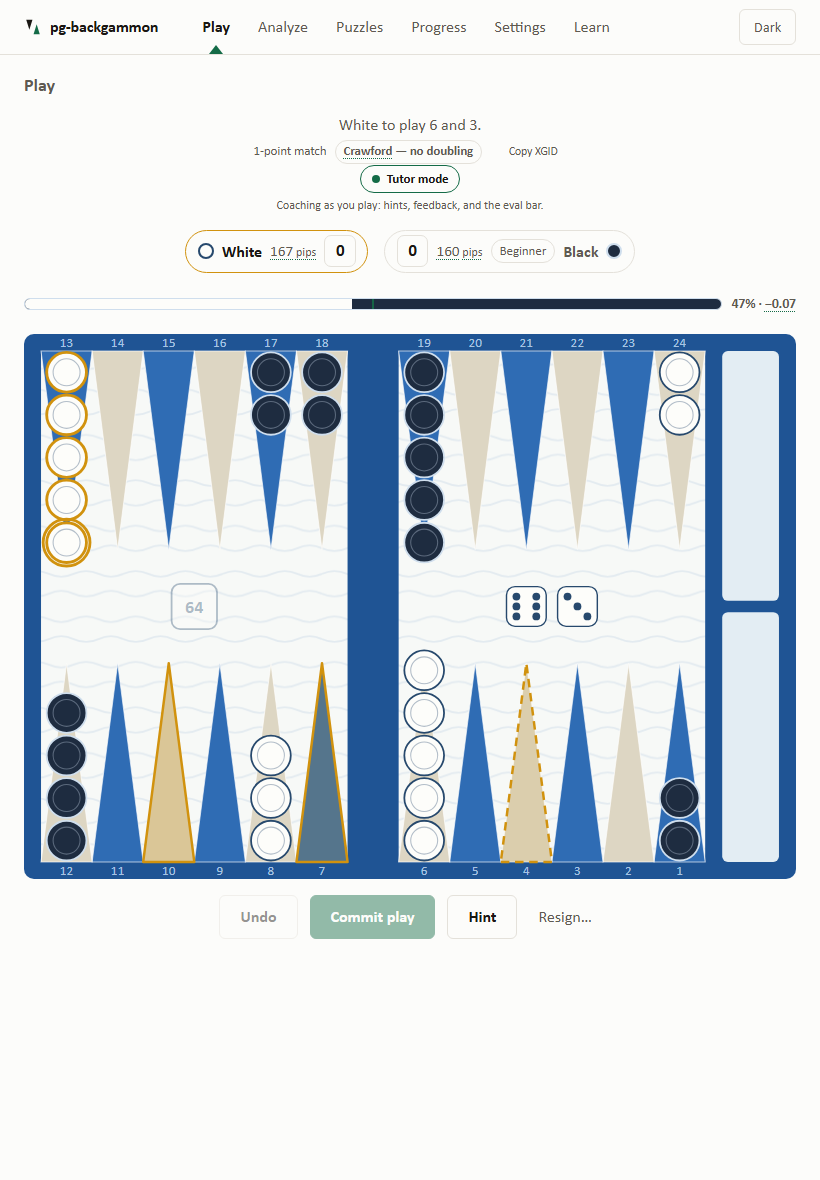 pg-backgammon Play Analyze Puzzles Progress Settings Learn Dark
Play
White to play 6 and 3.
1-point match Crawford — no doubling Copy XGID
Tutor mode
Coaching as you play: hints, feedback, and the eval bar.
White 167 pips 0 0 160 pips Beginner Black
47% · −0.07
13 14 15 16 17 18 19 20 21 22 23 24
64
12 11 10 9 8 7 6 5 4 3 2 1
Undo Commit play Hint Resign...